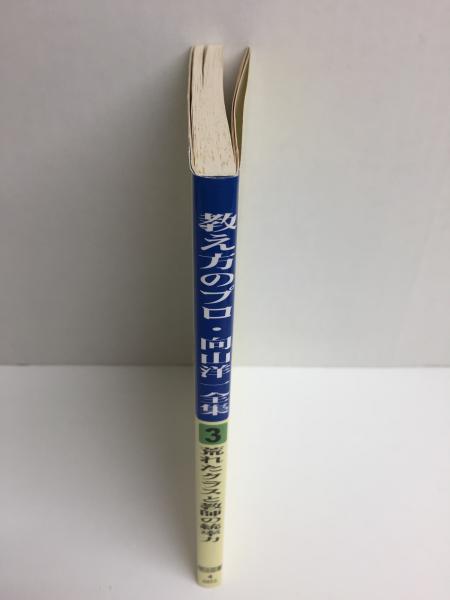 教え方のプロ・向山洋一全集
3
荒れたクラスと教師の統率力
4